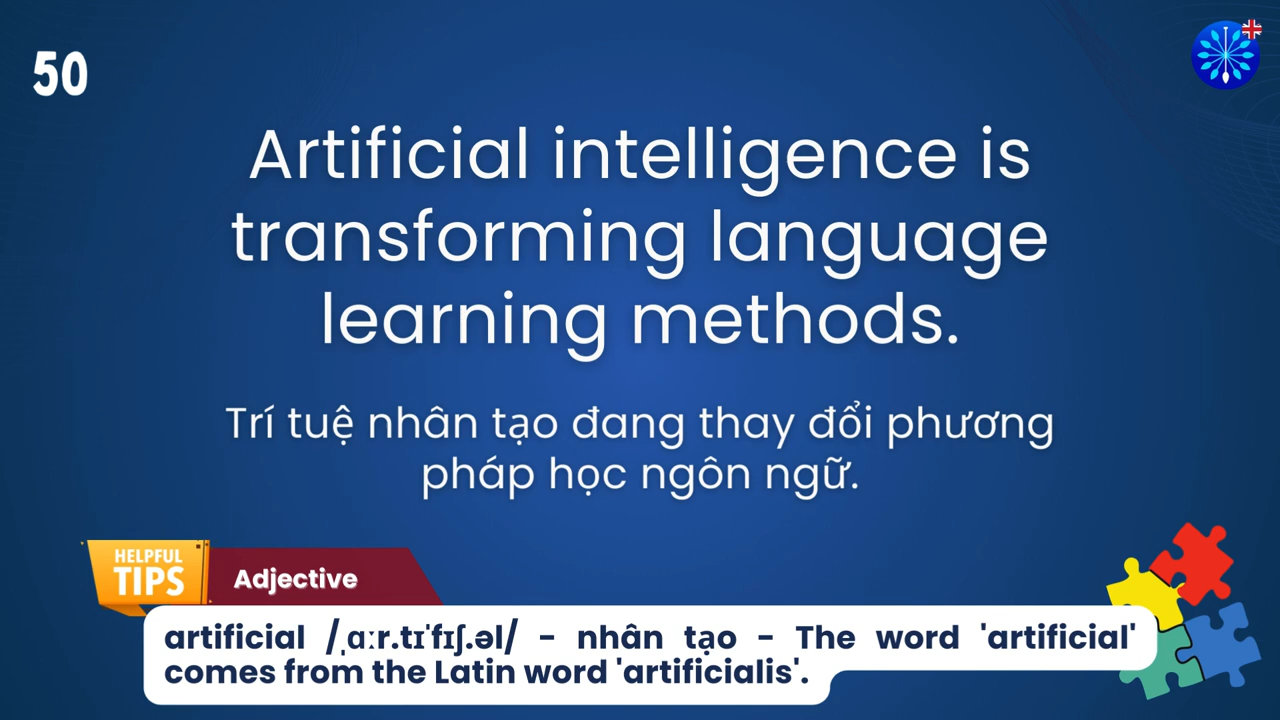 50
Artificial intelligence is
transforming language
learning methods.
Trí tuệ nhân tạo đang thay đổi phương
pháp học ngôn ngữ.
HELPFUL
TIPS
Adjective
artificial /ˌɑːr.tɪˈfɪʃ.əl/ - nhân tạo - The word 'artificial'
comes from the Latin word 'artificialis'.